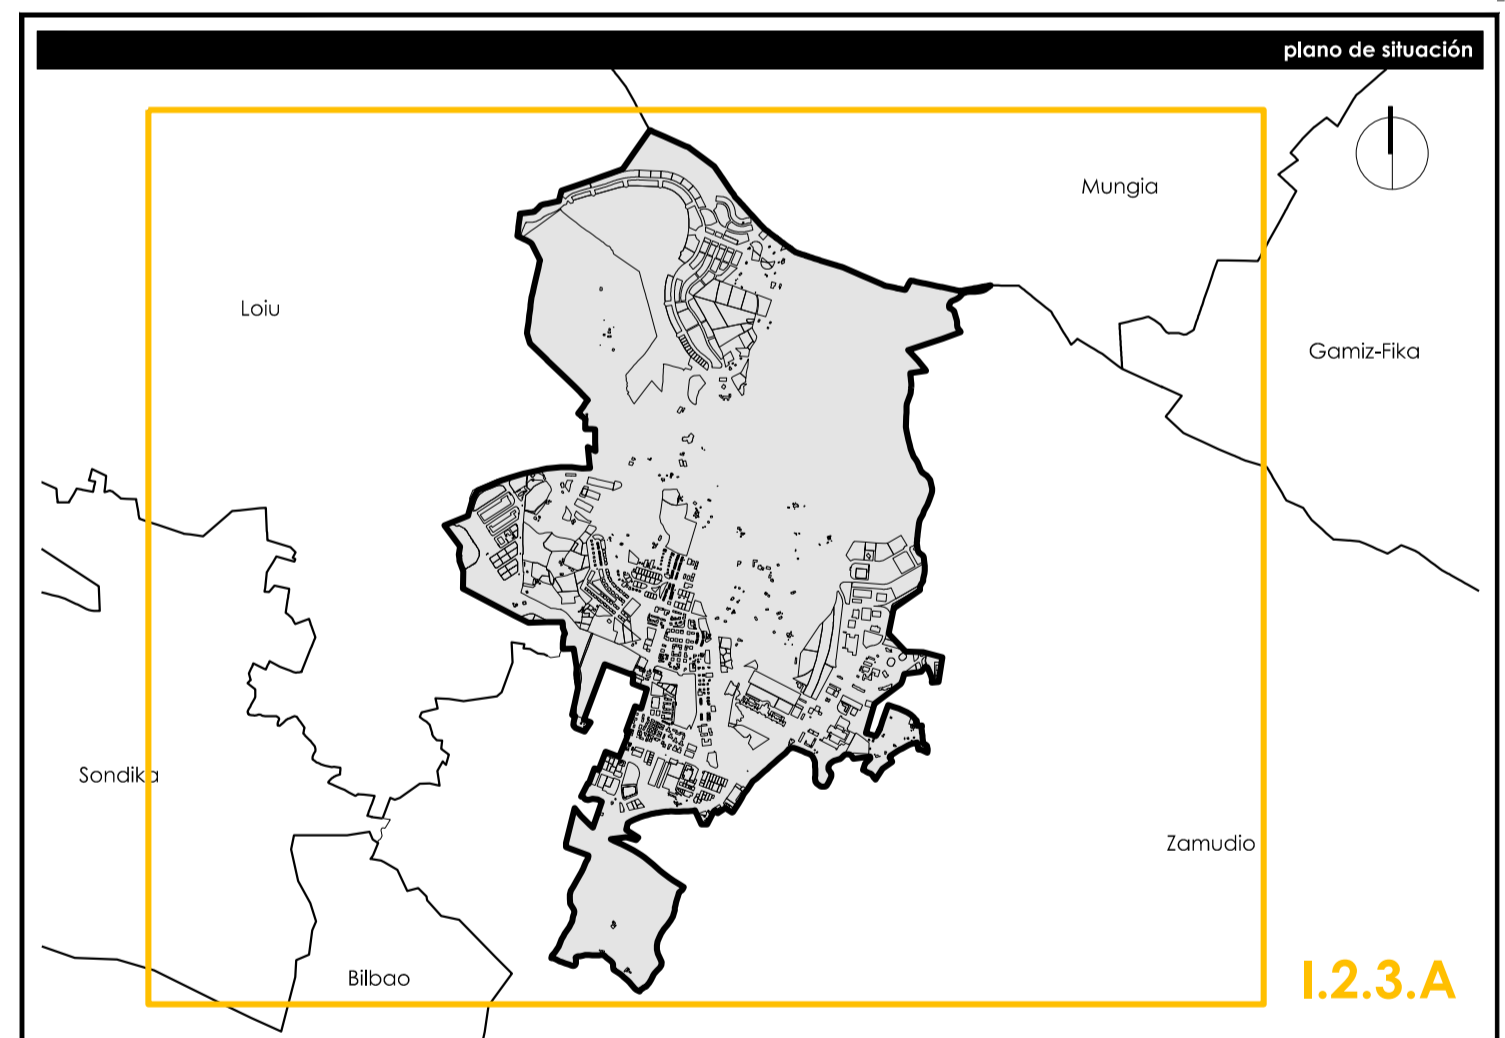 plano de situación
Mungia
Loiu
Gamiz-Fika
Sondika
Zamudio
Bilbao
I.2.3.A